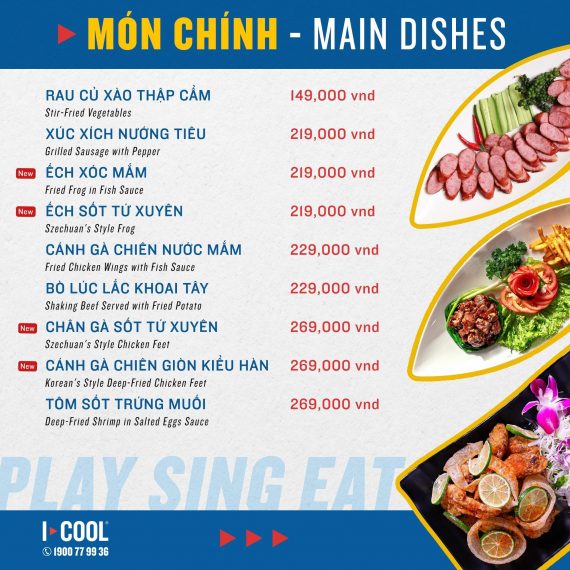 MÓN CHÍNH - MAIN DISHES
RAU CỦ XÀO THẬP CẨM 149,000 vnd
Stir-Fried Vegetables
XÚC XÍCH NƯỚNG TIÊU 219,000 vnd
Grilled Sausage with Pepper
New ẾCH XÓC MẮM 219,000 vnd
Fried Frog in Fish Sauce
New ẾCH SỐT TỨ XUYÊN 219,000 vnd
Szechuan's Style Frog
CÁNH GÀ CHIÊN NƯỚC MẮM 229,000 vnd
Fried Chicken Wings with Fish Sauce
BÒ LÚC LẮC KHOAI TÂY 229,000 vnd
Shaking Beef Served with Fried Potato
New CHÂN GÀ SỐT TỨ XUYÊN 269,000 vnd
Szechuan's Style Chicken Feet
New CÁNH GÀ CHIÊN GIÒN KIỂU HÀN 269,000 vnd
Korean's Style Deep-Fried Chicken Feet
TÔM SỐT TRỨNG MUỐI 269,000 vnd
Deep-Fried Shrimp in Salted Eggs Sauce
PLAY SING EAT
I COOL
1900 77 99 36